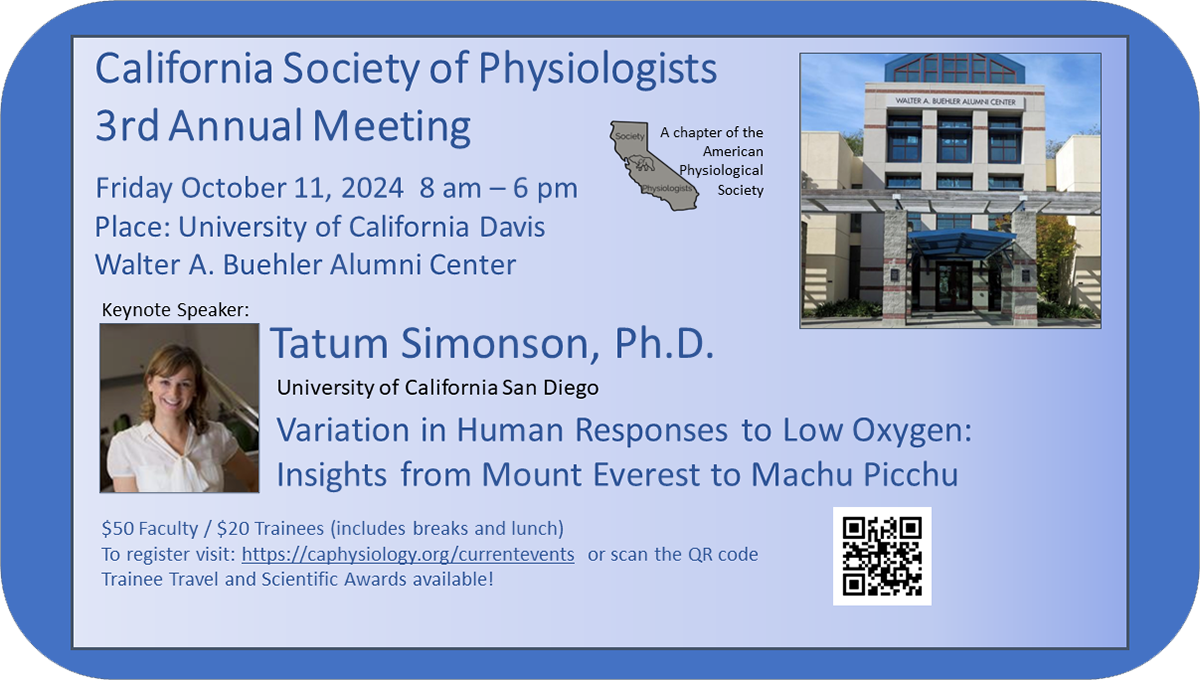 California Society of Physiologists
3rd Annual Meeting
Friday October 11, 2024  8 am – 6 pm
Place: University of California Davis
Walter A. Buehler Alumni Center
Society
Physiologists
A chapter of the
American
Physiological
Society
WALTER A. BUEHLER ALUMNI CENTER
Keynote Speaker:
Tatum Simonson, Ph.D.
University of California San Diego
Variation in Human Responses to Low Oxygen:
Insights from Mount Everest to Machu Picchu
$50 Faculty / $20 Trainees (includes breaks and lunch)
To register visit: https://caphysiology.org/currentevents  or scan the QR code
Trainee Travel and Scientific Awards available!